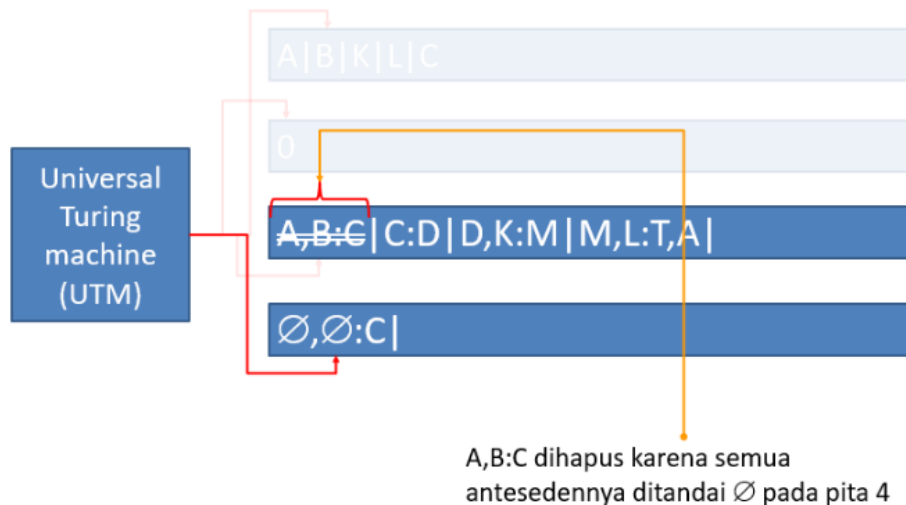 A|B|K|L|C
0
Universal
Turing
machine
(UTM)
A,B:C|C:D|D,K:M|M,L:T,A|
∅,∅:C|
A,B:C dihapus karena semua
antesedennya ditandai ∅ pada pita 4